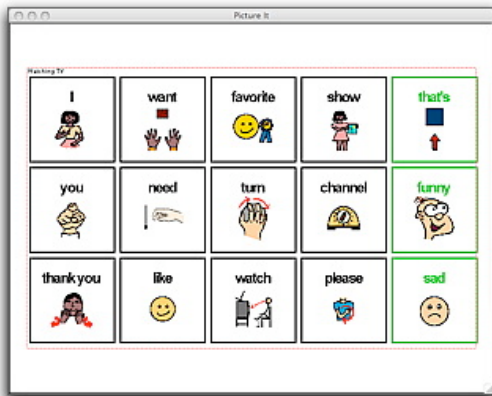 Picture It
Watching TV
I want favorite show that's
you need turn channel funny
thank you like watch please sad